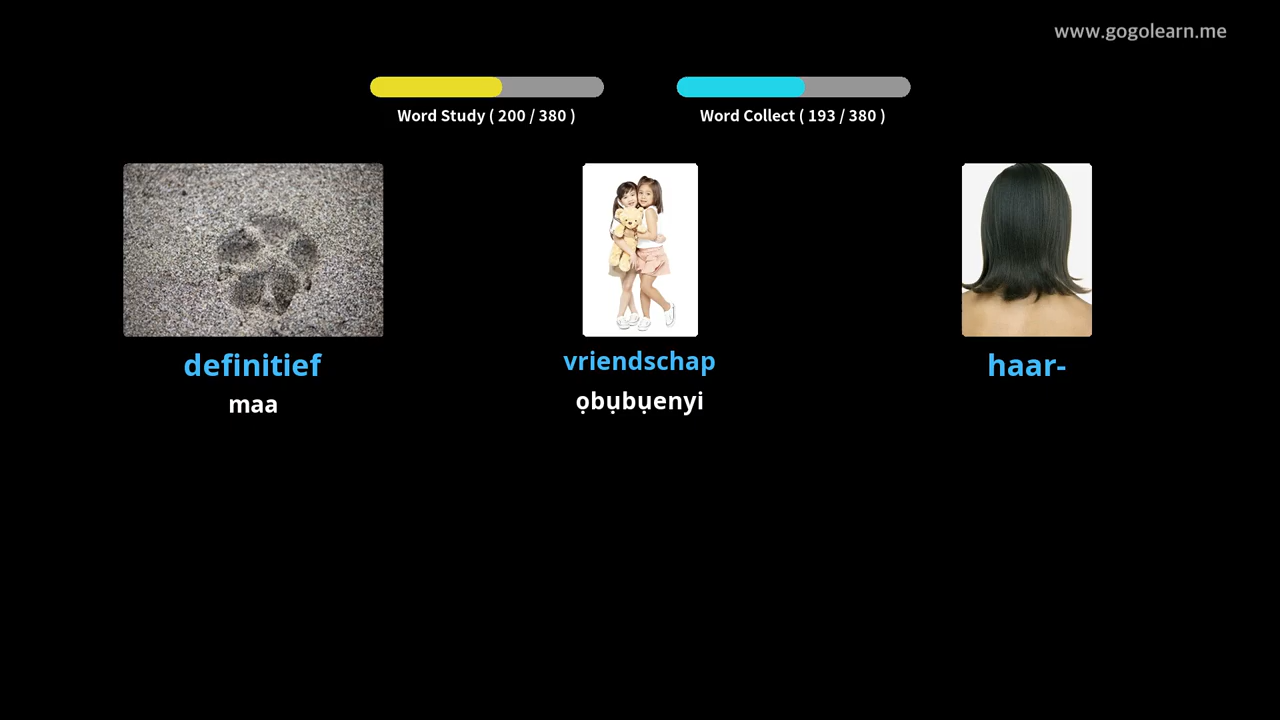 www.gogolearn.me
Word Study ( 200 / 380 )
Word Collect ( 193 / 380 )
definitief
maa
vriendschap
ọbụbụenyi
haar-